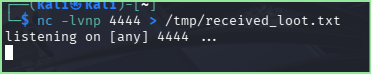 ┌──(kali㉿kali)-[~]
└─$ nc -lvnp 4444 > /tmp/received_loot.txt
listening on [any] 4444 ...